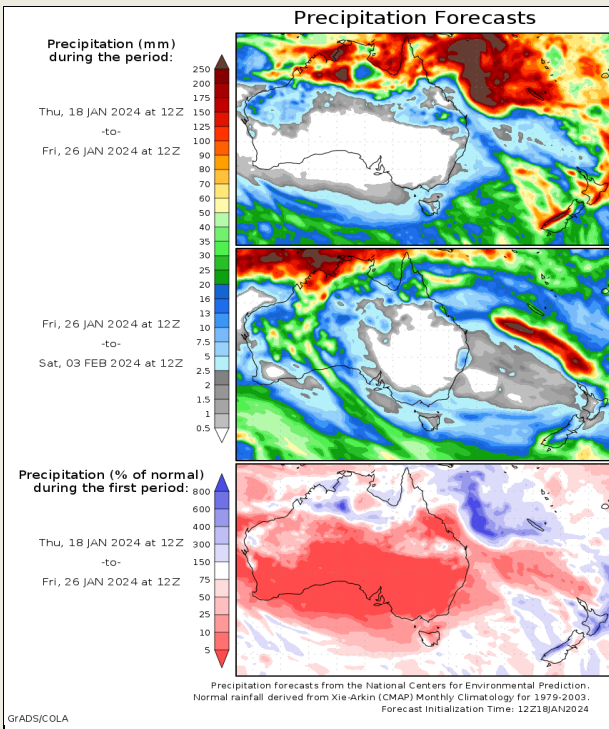 Precipitation Forecasts
Precipitation (mm)
during the period:
Thu, 18 JAN 2024 at 12Z
-to-
Fri, 26 JAN 2024 at 12Z
250
200
175
150
125
100
90
80
70
60
50
40
35
30
25
20
16
13
10
7.5
5
2.5
2
1.5
1
0.5
Fri, 26 JAN 2024 at 12Z
-to-
Sat, 03 FEB 2024 at 12Z
Precipitation (% of normal)
during the first period:
Thu, 18 JAN 2024 at 12Z
-to-
Fri, 26 JAN 2024 at 12Z
800
600
400
300
150
75
50
25
10
5
Precipitation forecasts from the National Centers for Environmental Prediction.
Normal rainfall derived from Xie-Arkin (CMAP) Monthly Climatology for 1979-2003.
Forecast Initialization Time: 12Z18JAN2024
GrADS/COLA